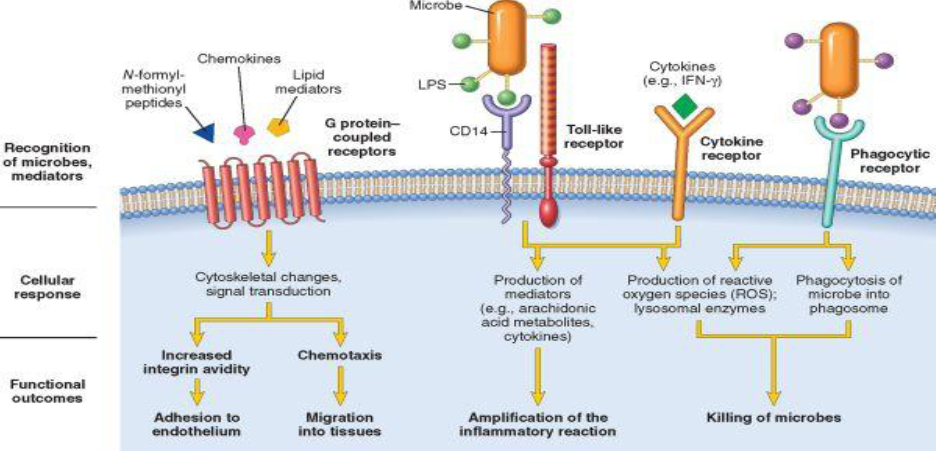 Microbe
Chemokines
N-formyl-
methionyl
peptides
Lipid
mediators
LPS
Cytokines
(e.g., IFN-γ)
G protein–
coupled
receptors
CD14
Toll-like
receptor
Cytokine
receptor
Phagocytic
receptor
Recognition
of microbes,
mediators
Cellular
response
Cytoskeletal changes,
signal transduction
Production of
mediators
(e.g., arachidonic
acid metabolites,
cytokines)
Production of reactive
oxygen species (ROS);
lysosomal enzymes
Phagocytosis of
microbe into
phagosome
Functional
outcomes
Increased
integrin avidity
Chemotaxis
Adhesion to
endothelium
Migration
into tissues
Amplification of the
inflammatory reaction
Killing of microbes